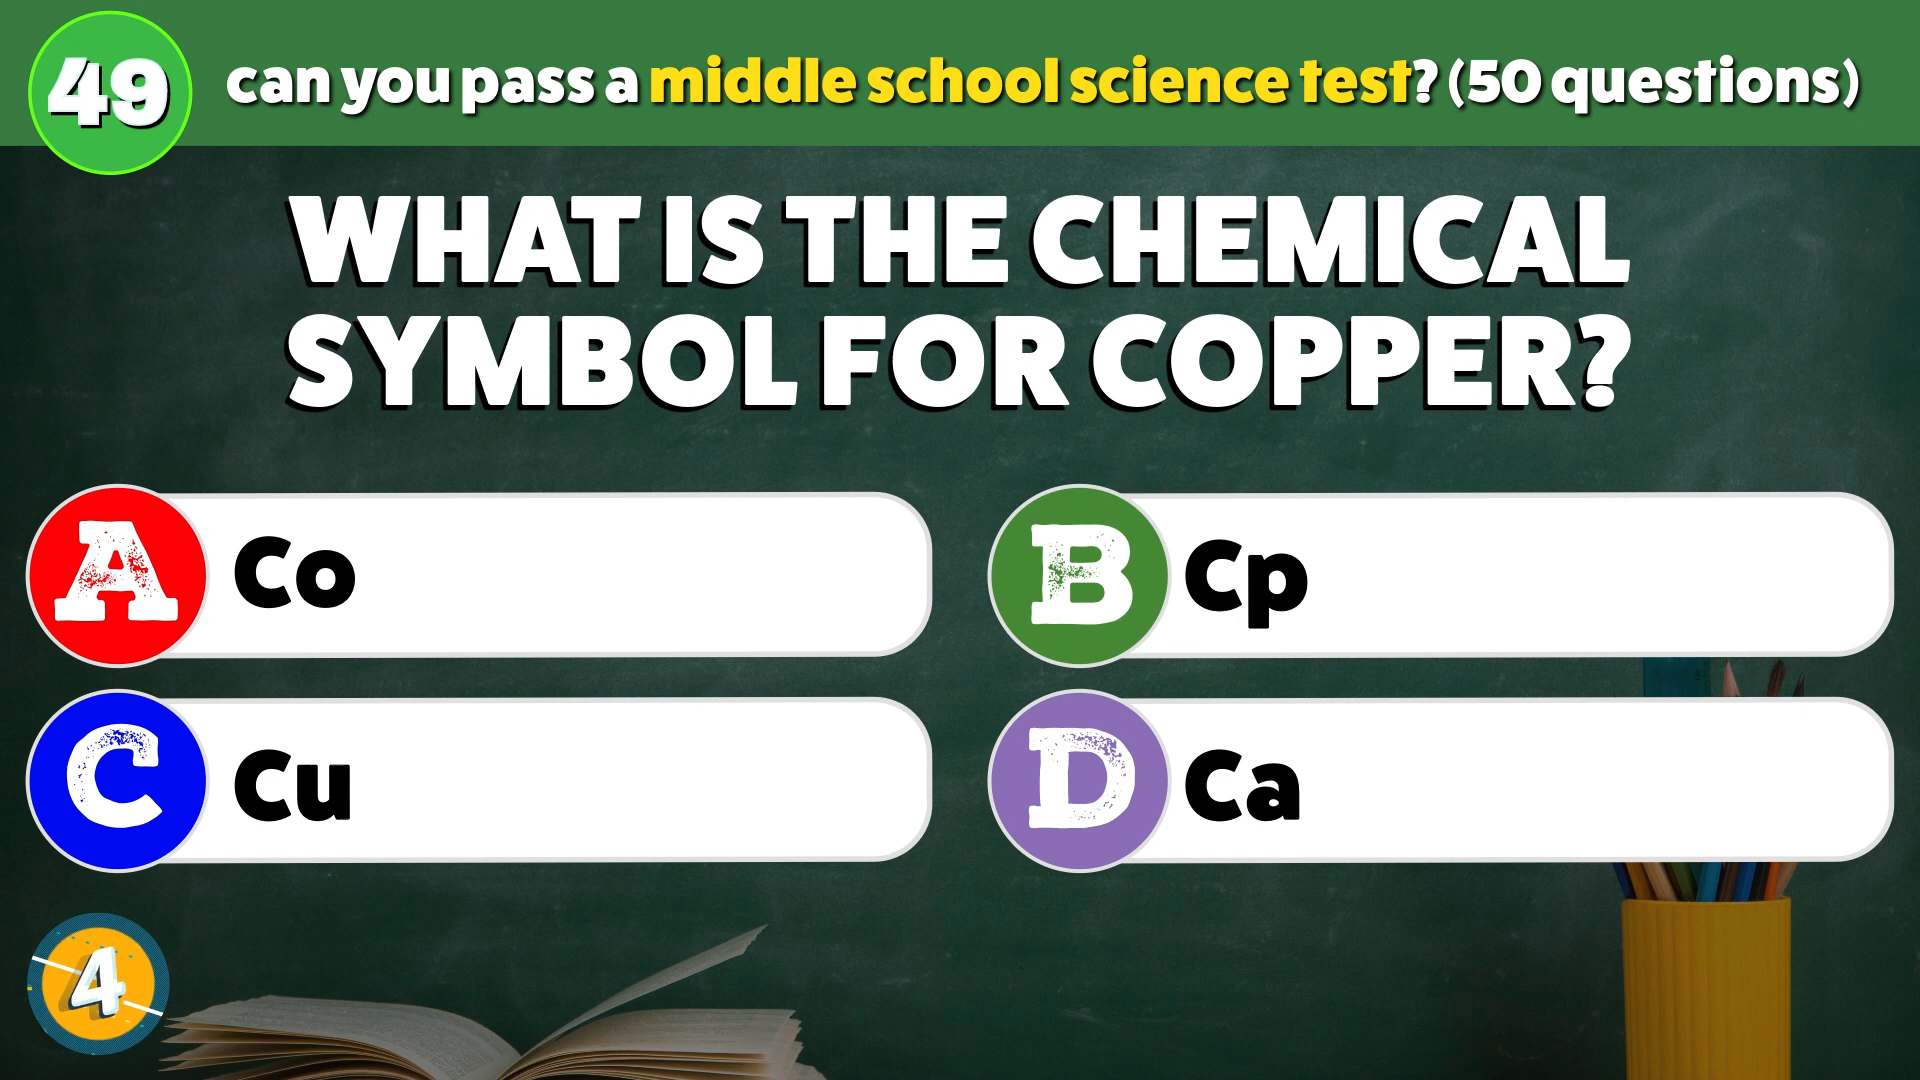 49
can you pass a middle school science test? (50 questions)
WHAT IS THE CHEMICAL
SYMBOL FOR COPPER?
A Co
B Cp
C Cu
D Ca
4